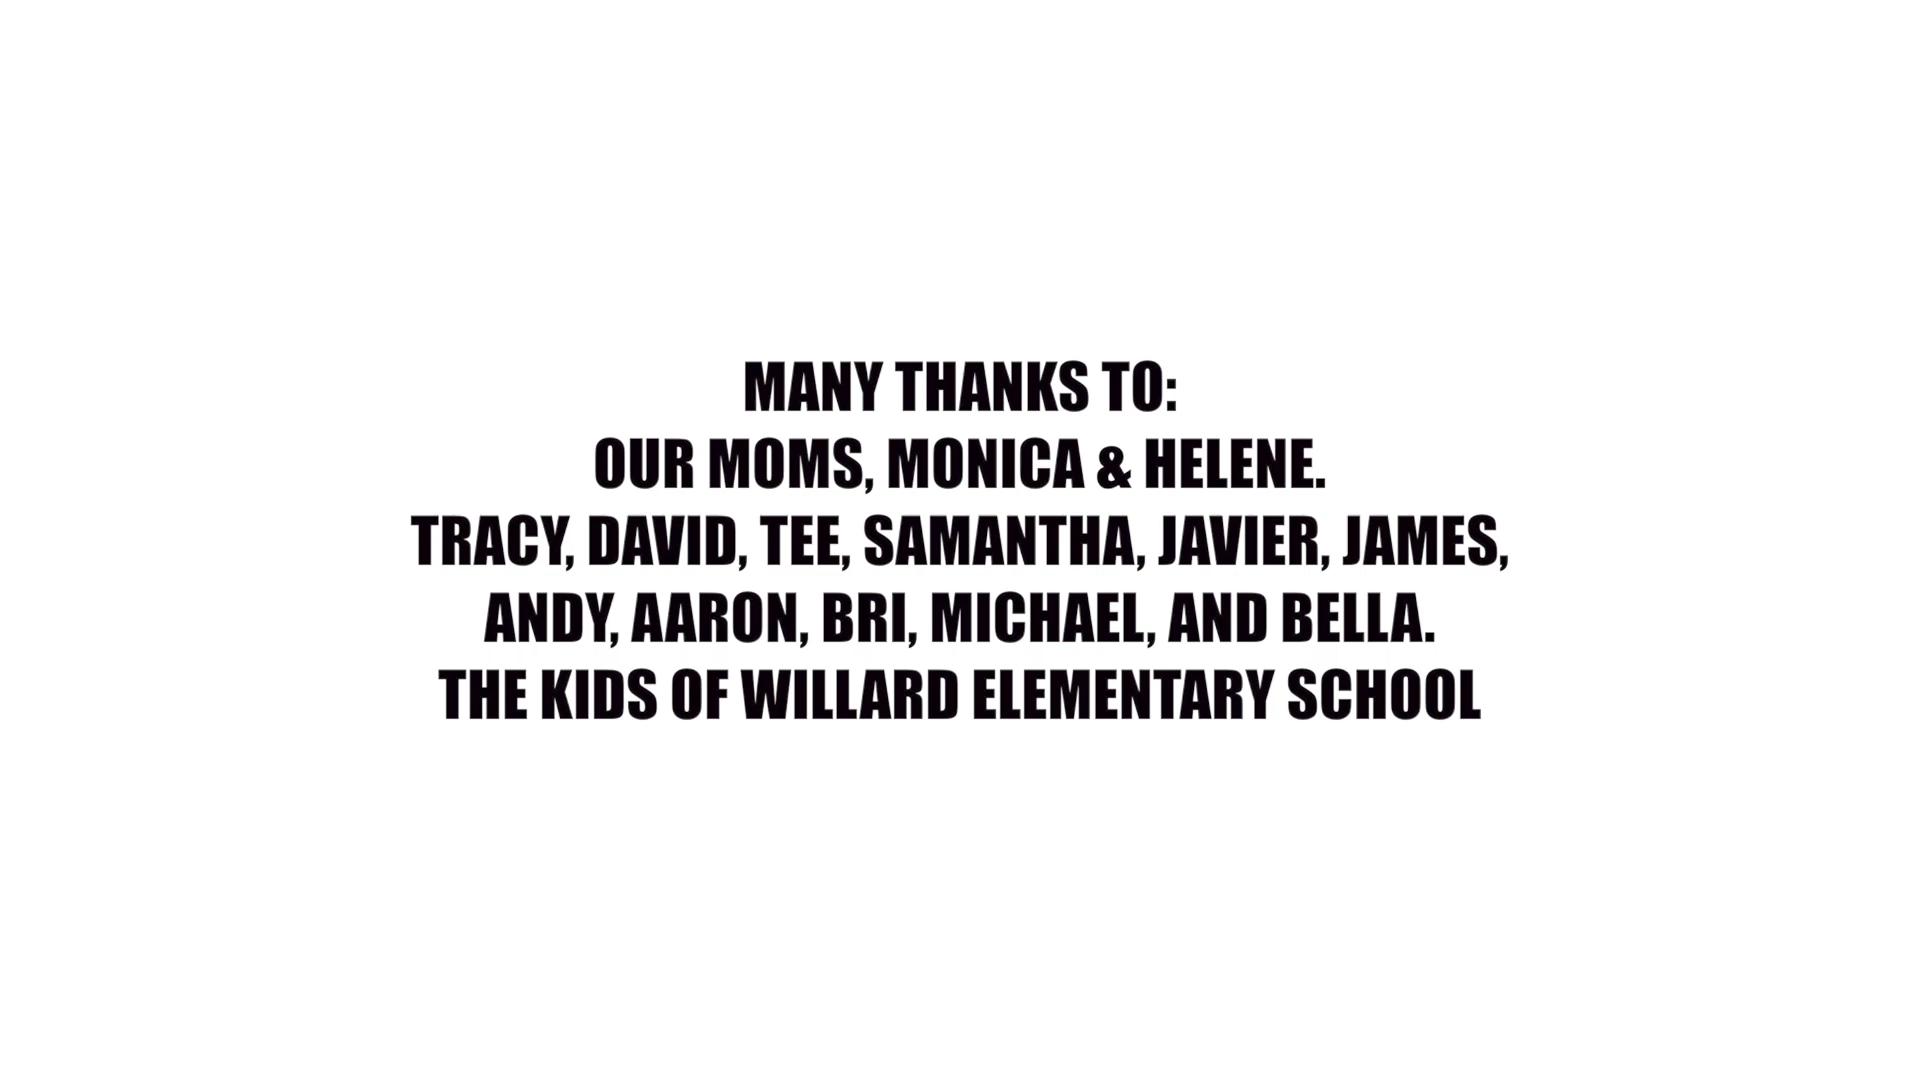 MANY THANKS TO:
OUR MOMS, MONICA & HELENE.
TRACY, DAVID, TEE, SAMANTHA, JAVIER, JAMES,
ANDY, AARON, BRI, MICHAEL, AND BELLA.
THE KIDS OF WILLARD ELEMENTARY SCHOOL